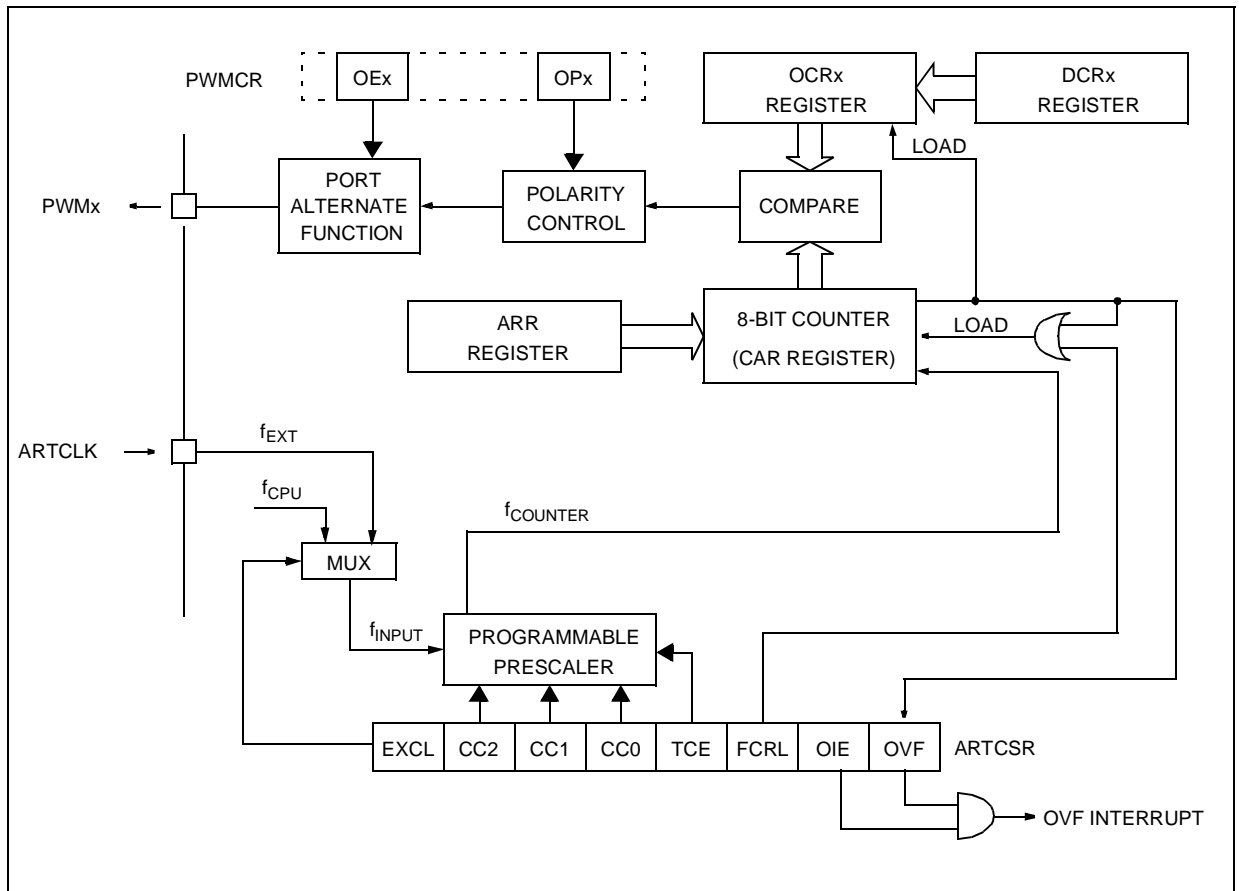 PWMCR
OEx
OPx
OCRx
REGISTER
DCRx
REGISTER
LOAD
PWMx
PORT
ALTERNATE
FUNCTION
POLARITY
CONTROL
COMPARE
ARR
REGISTER
8-BIT COUNTER
(CAR REGISTER)
LOAD
ARTCLK
fEXT
fCPU
fCOUNTER
MUX
fINPUT
PROGRAMMABLE
PRESCALER
EXCL CC2 CC1 CC0 TCE FCRL OIE OVF ARTCSR
OVF INTERRUPT